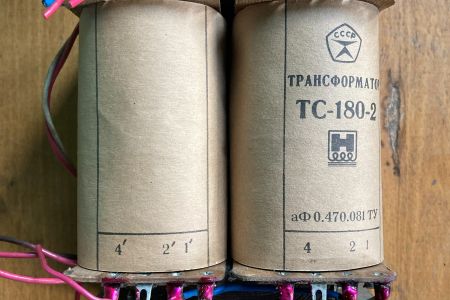 СССР
ТРАНСФОРМАТО
ТС-180-2
Н
аФ0.470.081 ТУ
4′ 2′ 1′
4 2 1